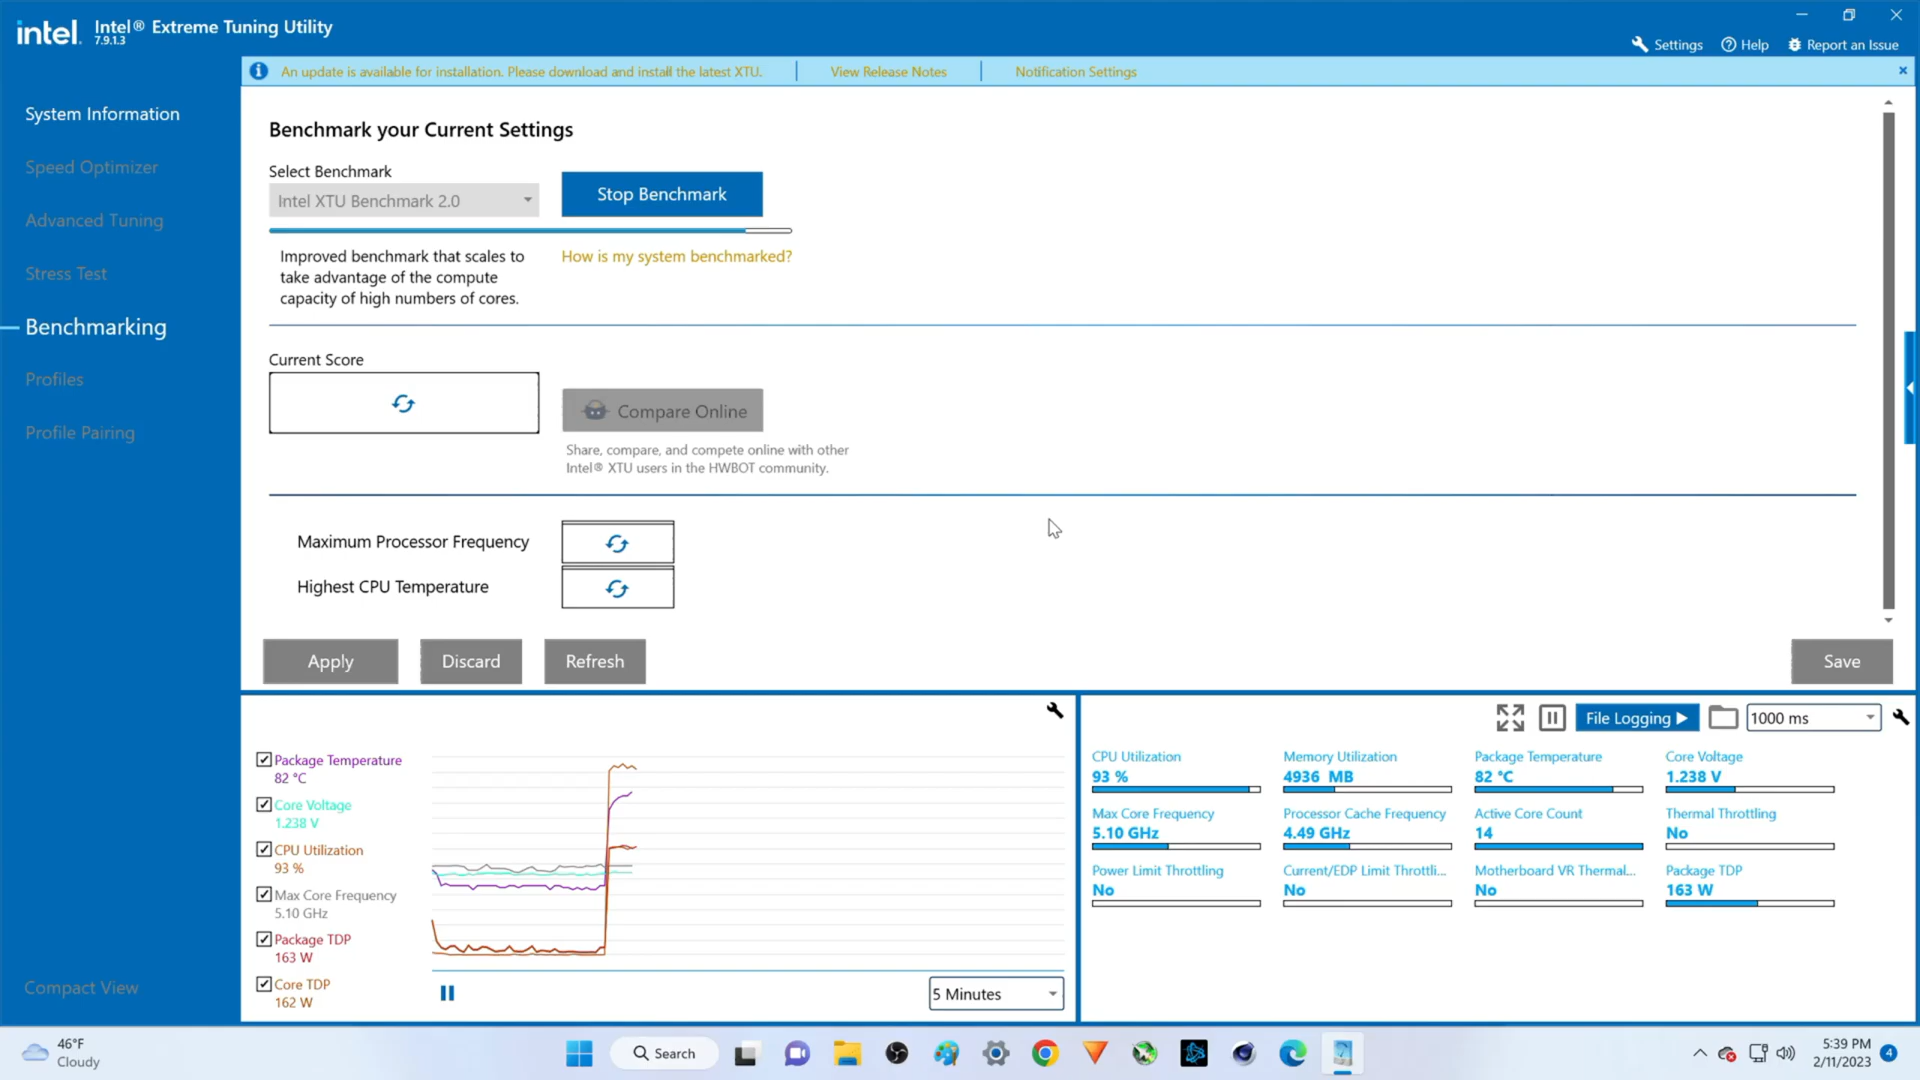 intel. Intel® Extreme Tuning Utility
7.9.1.3
Settings Help Report an Issue
An update is available for installation. Please download and install the latest XTU. View Release Notes Notification Settings
System Information
Speed Optimizer
Advanced Tuning
Stress Test
Benchmarking
Profiles
Profile Pairing
Compact View
Benchmark your Current Settings
Select Benchmark
Intel XTU Benchmark 2.0
Stop Benchmark
Improved benchmark that scales to
take advantage of the compute
capacity of high numbers of cores.
How is my system benchmarked?
Current Score
Compare Online
Share, compare, and compete online with other
Intel® XTU users in the HWBOT community.
Maximum Processor Frequency
Highest CPU Temperature
Apply Discard Refresh Save
Package Temperature
82 °C
Core Voltage
1.238 V
CPU Utilization
93 %
Max Core Frequency
5.10 GHz
Package TDP
163 W
Core TDP
162 W
5 Minutes
File Logging 1000 ms
CPU Utilization Memory Utilization Package Temperature Core Voltage
93 % 4936 MB 82 °C 1.238 V
Max Core Frequency Processor Cache Frequency Active Core Count Thermal Throttling
5.10 GHz 4.49 GHz 14 No
Power Limit Throttling Current/EDP Limit Throttli... Motherboard VR Thermal... Package TDP
No No No 163 W
46°F
Cloudy
Search
5:39 PM
2/11/2023
4